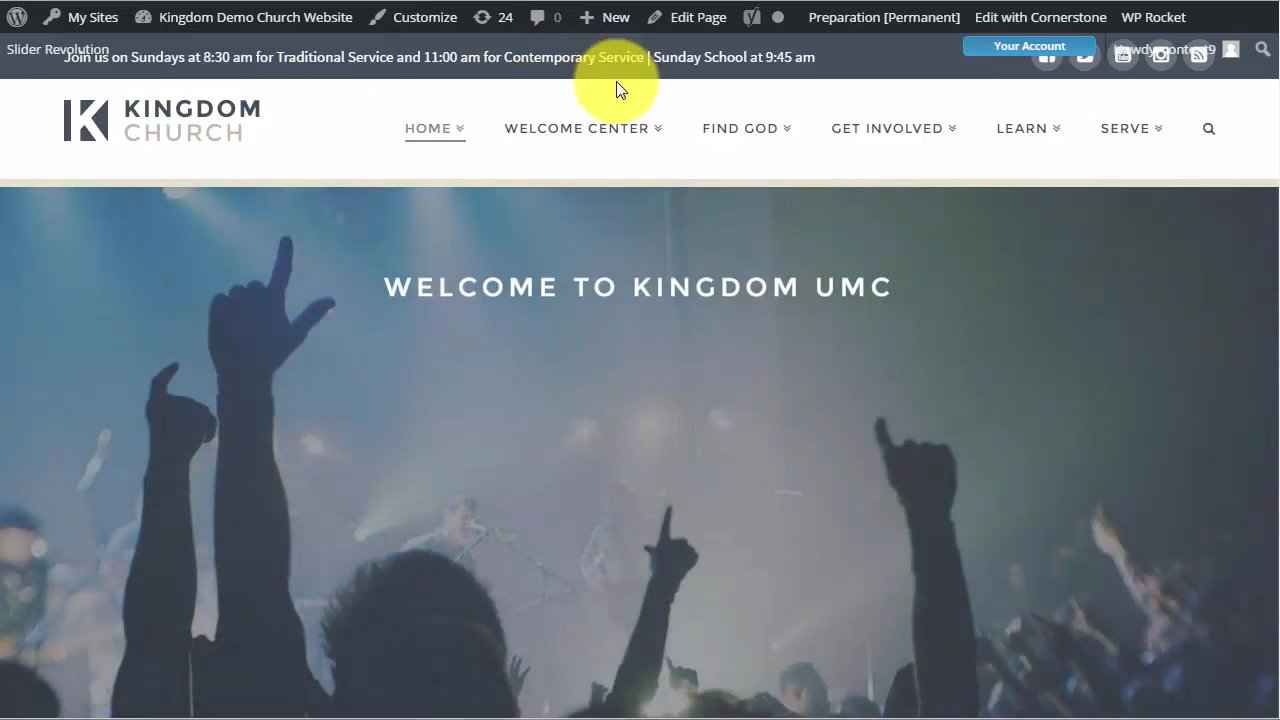 My Sites Kingdom Demo Church Website Customize 24 0 New Edit Page Preparation [Permanent] Edit with Cornerstone WP Rocket
Slider Revolution Your Account
Join us on Sundays at 8:30 am for Traditional Service and 11:00 am for Contemporary Service | Sunday School at 9:45 am
KINGDOM
CHURCH
HOME WELCOME CENTER FIND GOD GET INVOLVED LEARN SERVE
WELCOME TO KINGDOM UMC